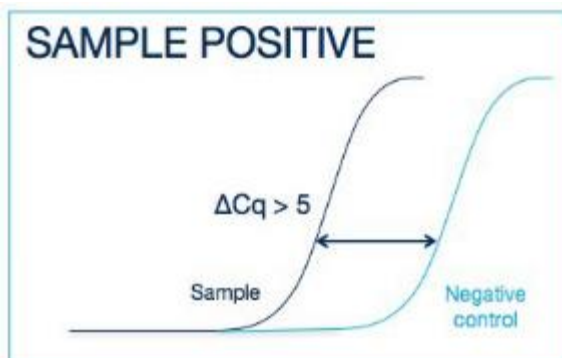 SAMPLE POSITIVE
ΔCq > 5
Sample
Negative
control